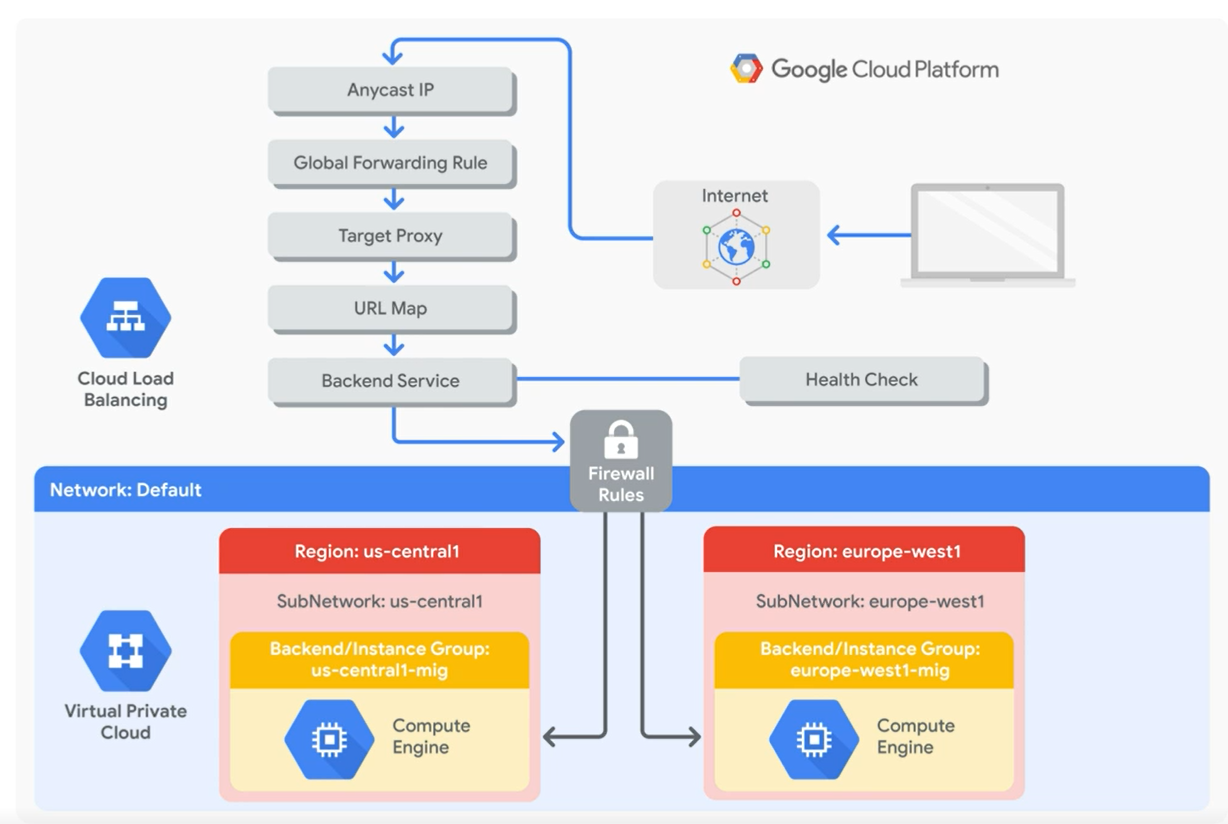 Google Cloud Platform
Anycast IP
Global Forwarding Rule
Target Proxy
Internet
URL Map
Cloud Load
Balancing
Backend Service
Health Check
Firewall
Rules
Network: Default
Region: us-central1
SubNetwork: us-central1
Backend/Instance Group:
us-central1-mig
Compute
Engine
Region: europe-west1
SubNetwork: europe-west1
Backend/Instance Group:
europe-west1-mig
Compute
Engine
Virtual Private
Cloud